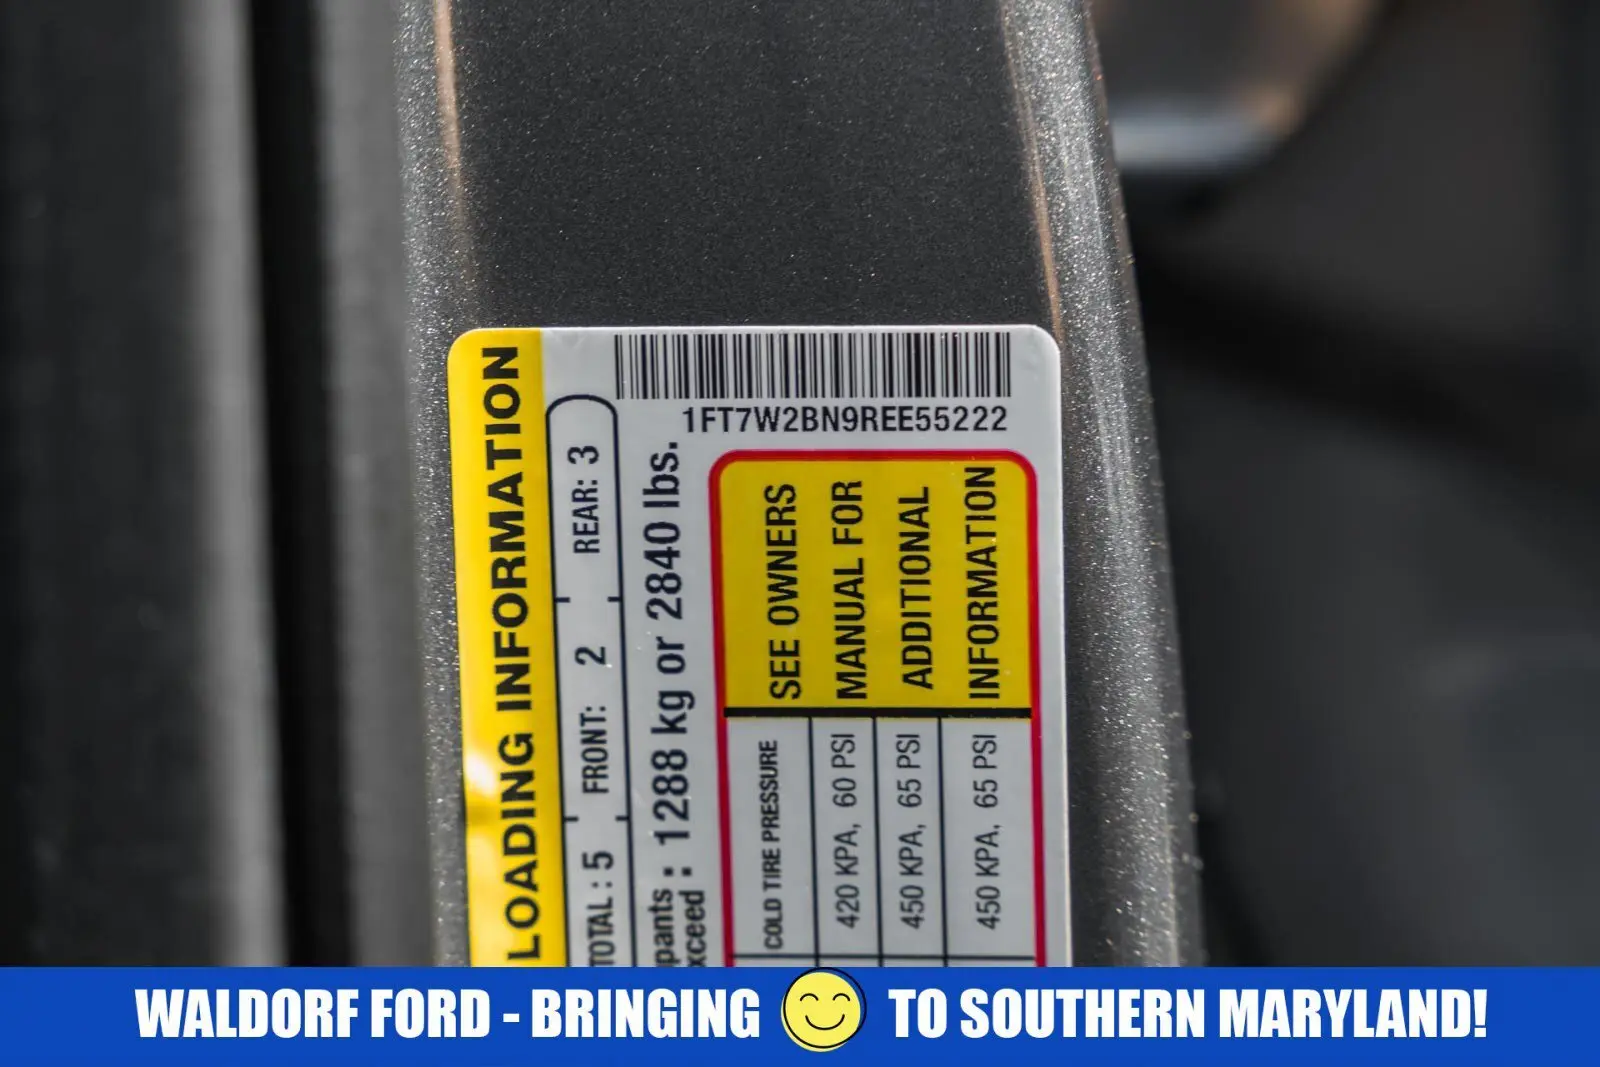 1FT7W2BN9REE55222
LOADING INFORMATION
TOTAL : 5 FRONT: 2 REAR: 3
pants
xceed : 1288 kg or 2840 lbs.
COLD TIRE PRESSURE
420 KPA, 60 PSI
450 KPA, 65 PSI
450 KPA, 65 PSI
SEE OWNERS
MANUAL FOR
ADDITIONAL
INFORMATION
WALDORF FORD - BRINGING TO SOUTHERN MARYLAND!